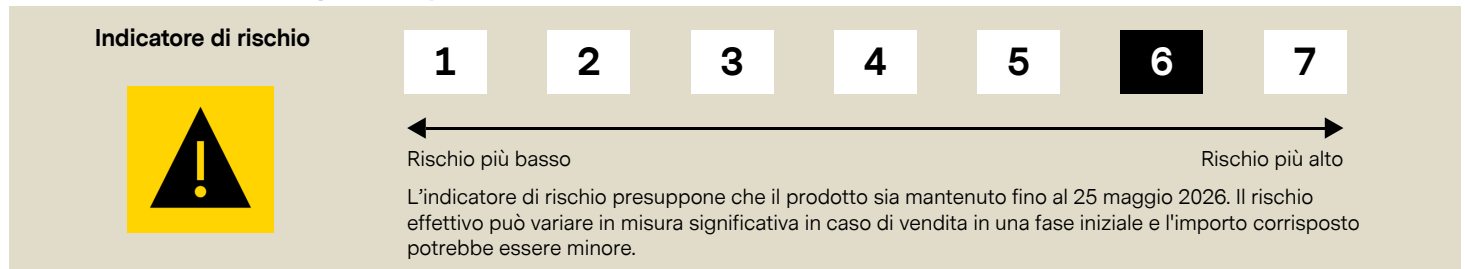 Indicatore di rischio
1 2 3 4 5 6 7
Rischio più basso Rischio più alto
L'indicatore di rischio presuppone che il prodotto sia mantenuto fino al 25 maggio 2026. Il rischio
effettivo può variare in misura significativa in caso di vendita in una fase iniziale e l'importo corrisposto
potrebbe essere minore.